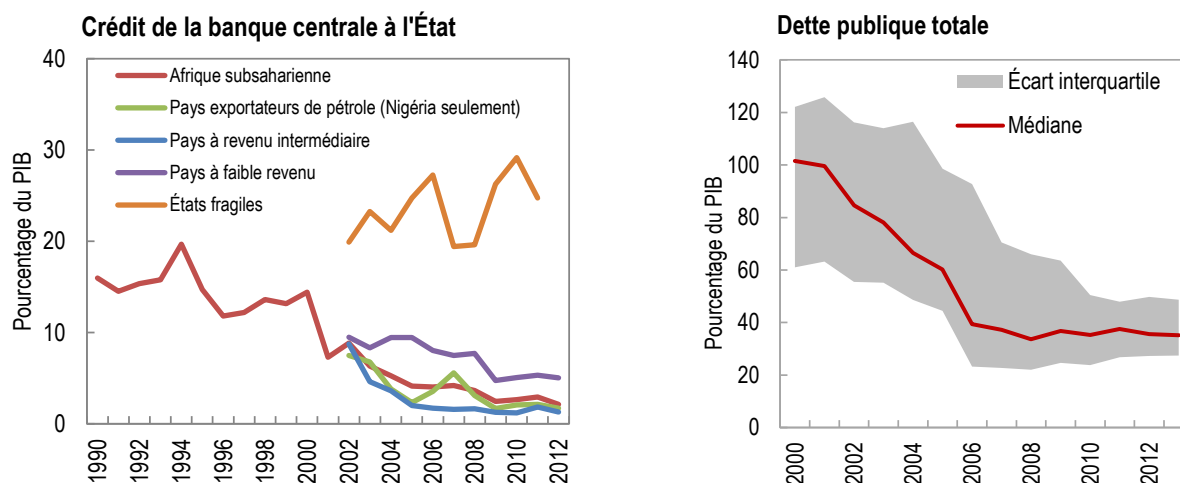 Crédit de la banque centrale à l'État
Pourcentage du PIB
40
30
20
10
0
Afrique subsaharienne
Pays exportateurs de pétrole (Nigéria seulement)
Pays à revenu intermédiaire
Pays à faible revenu
États fragiles
1990
1992
1994
1996
1998
2000
2002
2004
2006
2008
2010
2012
Dette publique totale
Pourcentage du PIB
140
120
100
80
60
40
20
0
Écart interquartile
Médiane
2000
2002
2004
2006
2008
2010
2012